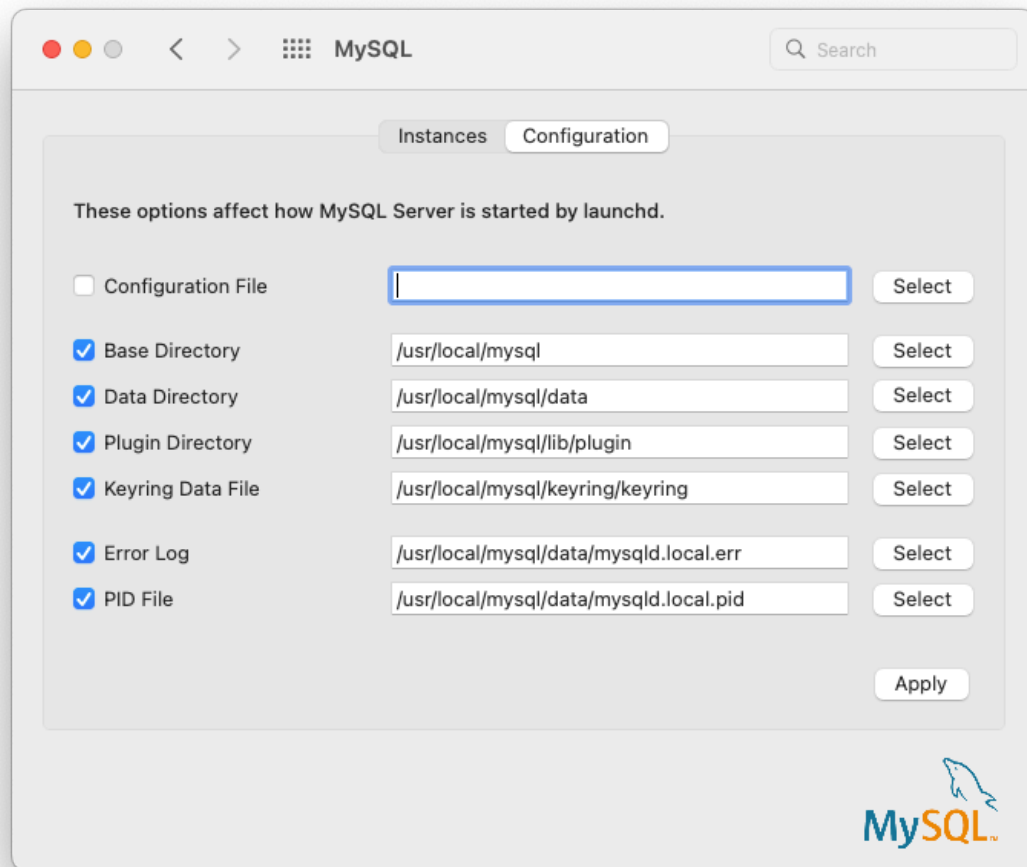 MySQL
Search
Instances Configuration
These options affect how MySQL Server is started by launchd.
Configuration File Select
Base Directory /usr/local/mysql Select
Data Directory /usr/local/mysql/data Select
Plugin Directory /usr/local/mysql/lib/plugin Select
Keyring Data File /usr/local/mysql/keyring/keyring Select
Error Log /usr/local/mysql/data/mysqld.local.err Select
PID File /usr/local/mysql/data/mysqld.local.pid Select
Apply
MySQL™